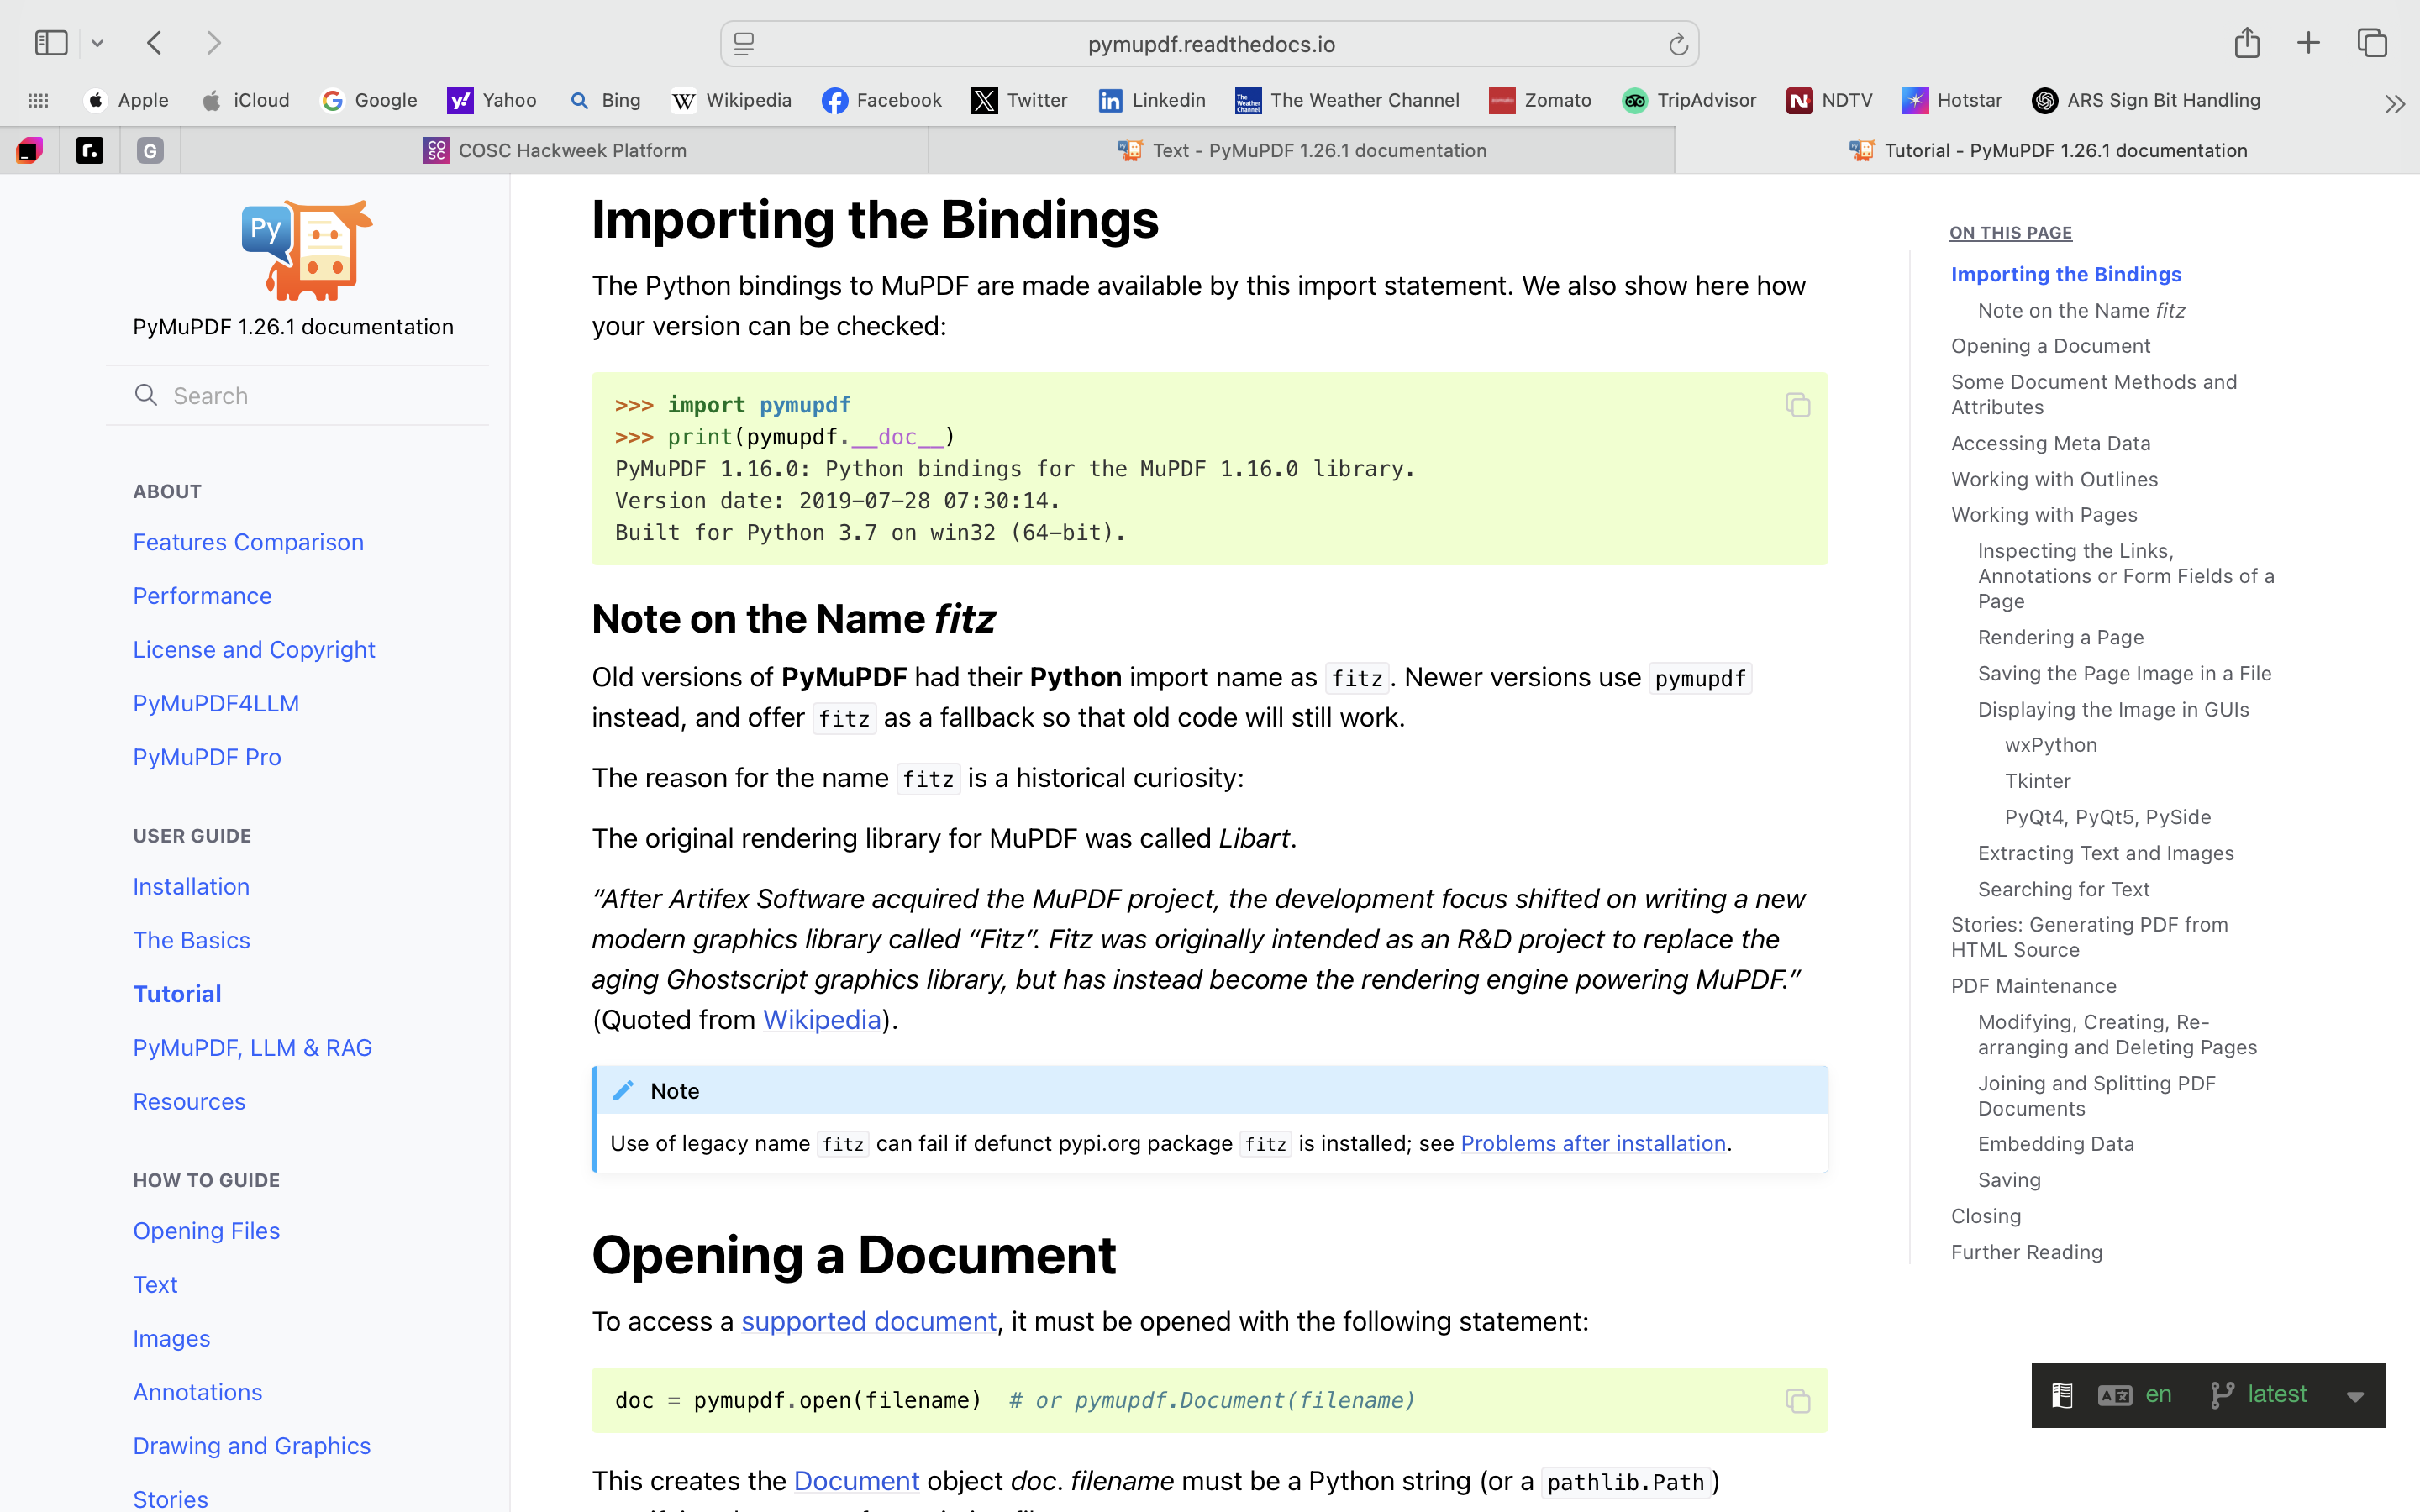 pymupdf.readthedocs.io
Apple
iCloud
Google
Yahoo
Bing
Wikipedia
Facebook
Twitter
Linkedin
The Weather Channel
Zomato
TripAdvisor
NDTV
Hotstar
ARS Sign Bit Handling
G
COSC Hackweek Platform
Text - PyMuPDF 1.26.1 documentation
Tutorial - PyMuPDF 1.26.1 documentation
Py
PyMuPDF 1.26.1 documentation
Search
ABOUT
Features Comparison
Performance
License and Copyright
PyMuPDF4LLM
PyMuPDF Pro
USER GUIDE
Installation
The Basics
Tutorial
PyMuPDF, LLM & RAG
Resources
HOW TO GUIDE
Opening Files
Text
Images
Annotations
Drawing and Graphics
Stories
Importing the Bindings
The Python bindings to MuPDF are made available by this import statement. We also show here how
your version can be checked:
>>> import pymupdf
>>> print(pymupdf.__doc__)
PyMuPDF 1.16.0: Python bindings for the MuPDF 1.16.0 library.
Version date: 2019-07-28 07:30:14.
Built for Python 3.7 on win32 (64-bit).
Note on the Name fitz
Old versions of PyMuPDF had their Python import name as fitz. Newer versions use pymupdf
instead, and offer fitz as a fallback so that old code will still work.
The reason for the name fitz is a historical curiosity:
The original rendering library for MuPDF was called Libart.
“After Artifex Software acquired the MuPDF project, the development focus shifted on writing a new
modern graphics library called “Fitz”. Fitz was originally intended as an R&D project to replace the
aging Ghostscript graphics library, but has instead become the rendering engine powering MuPDF.”
(Quoted from Wikipedia).
Note
Use of legacy name fitz can fail if defunct pypi.org package fitz is installed; see Problems after installation.
Opening a Document
To access a supported document, it must be opened with the following statement:
doc = pymupdf.open(filename)  # or pymupdf.Document(filename)
This creates the Document object doc. filename must be a Python string (or a pathlib.Path)
ON THIS PAGE
Importing the Bindings
Note on the Name fitz
Opening a Document
Some Document Methods and
Attributes
Accessing Meta Data
Working with Outlines
Working with Pages
Inspecting the Links,
Annotations or Form Fields of a
Page
Rendering a Page
Saving the Page Image in a File
Displaying the Image in GUIs
wxPython
Tkinter
PyQt4, PyQt5, PySide
Extracting Text and Images
Searching for Text
Stories: Generating PDF from
HTML Source
PDF Maintenance
Modifying, Creating, Re-
arranging and Deleting Pages
Joining and Splitting PDF
Documents
Embedding Data
Saving
Closing
Further Reading
en
latest